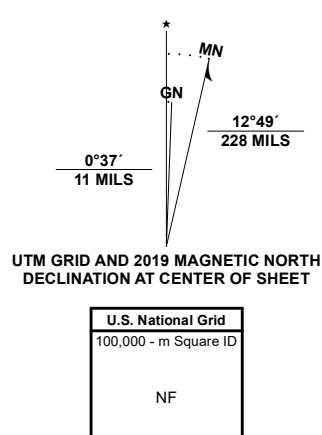 ★
MN
GN
12°49´
228 MILS
0°37´
11 MILS
UTM GRID AND 2019 MAGNETIC NORTH
DECLINATION AT CENTER OF SHEET
U.S. National Grid
100,000 - m Square ID
NF